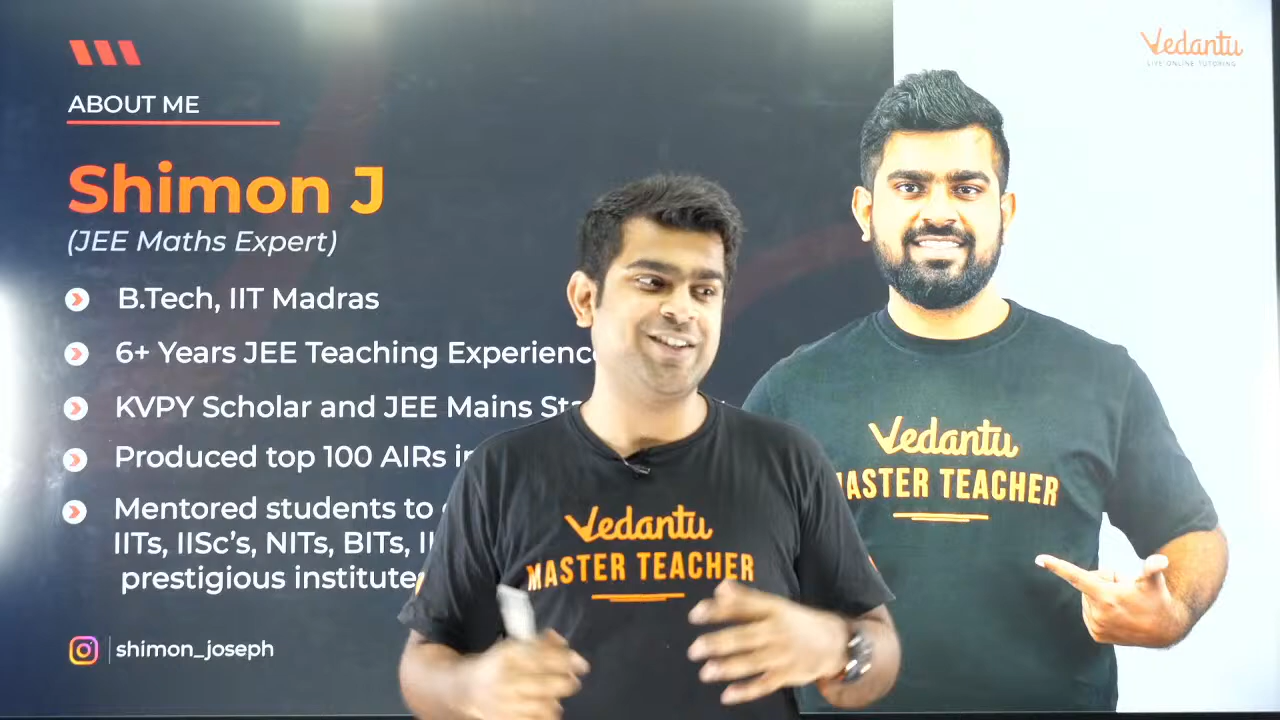 Vedantu
LIVE ONLINE TUTORING
ABOUT ME
Shimon J
(JEE Maths Expert)
B.Tech, IIT Madras
6+ Years JEE Teaching Experience
KVPY Scholar and JEE Mains
Produced top 100 AIRs
Mentored students to
IITs, IISc's, NITs, BITs,
prestigious institute
shimon_joseph
Vedantu
MASTER TEACHER
Vedantu
MASTER TEACHER